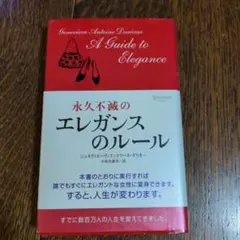 Genevieve Antoine Dariaux
A Guide to
Elegance
永久不滅の
エレガンス
のルール
本書のとおりに実行すれば
誰でもすぐにエレガントな女性に変身できます。
すると、人生が変わります。
すでに数百万人の人生を変えてきました。